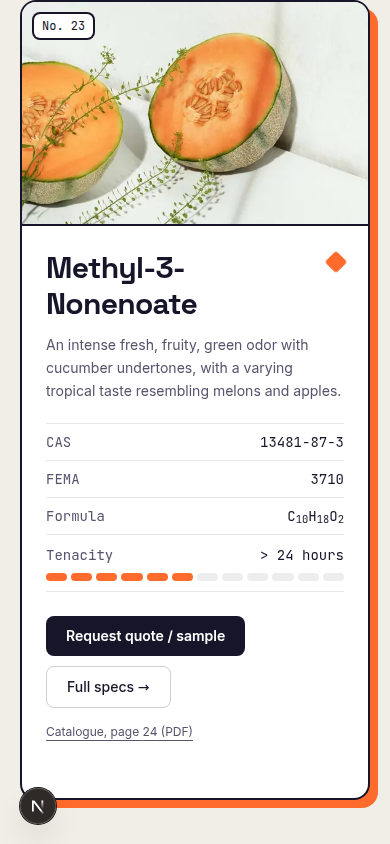 No. 23
Methyl-3-
Nonenoate
An intense fresh, fruity, green odor with
cucumber undertones, with a varying
tropical taste resembling melons and apples.
CAS 13481-87-3
FEMA 3710
Formula C₁₀H₁₈O₂
Tenacity > 24 hours
Request quote / sample
Full specs →
Catalogue, page 24 (PDF)
N